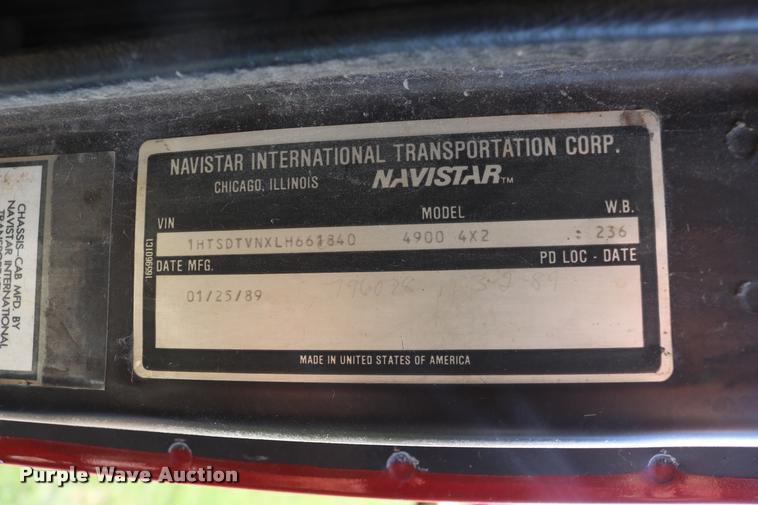 CHASSIS-CAB MFD. BY
NAVISTAR INTERNATIONAL
NAVISTAR INTERNATIONAL TRANSPORTATION CORP.
CHICAGO, ILLINOIS NAVISTAR™
VIN MODEL W.B.
1HTSDTVNXLH661840 4900 4X2 : 236
DATE MFG. PD LOC - DATE
01/25/89
MADE IN UNITED STATES OF AMERICA
1659601C1
Purple Wave Auction